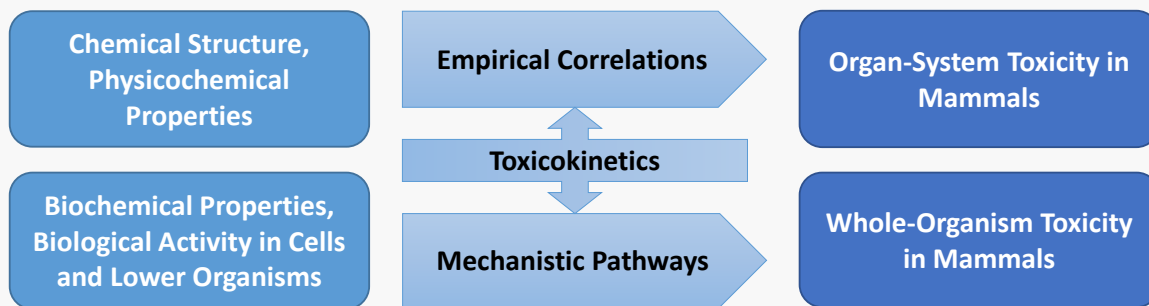 Chemical Structure,
Physicochemical
Properties
Empirical Correlations
Organ-System Toxicity in
Mammals
Toxicokinetics
Biochemical Properties,
Biological Activity in Cells
and Lower Organisms
Mechanistic Pathways
Whole-Organism Toxicity
in Mammals